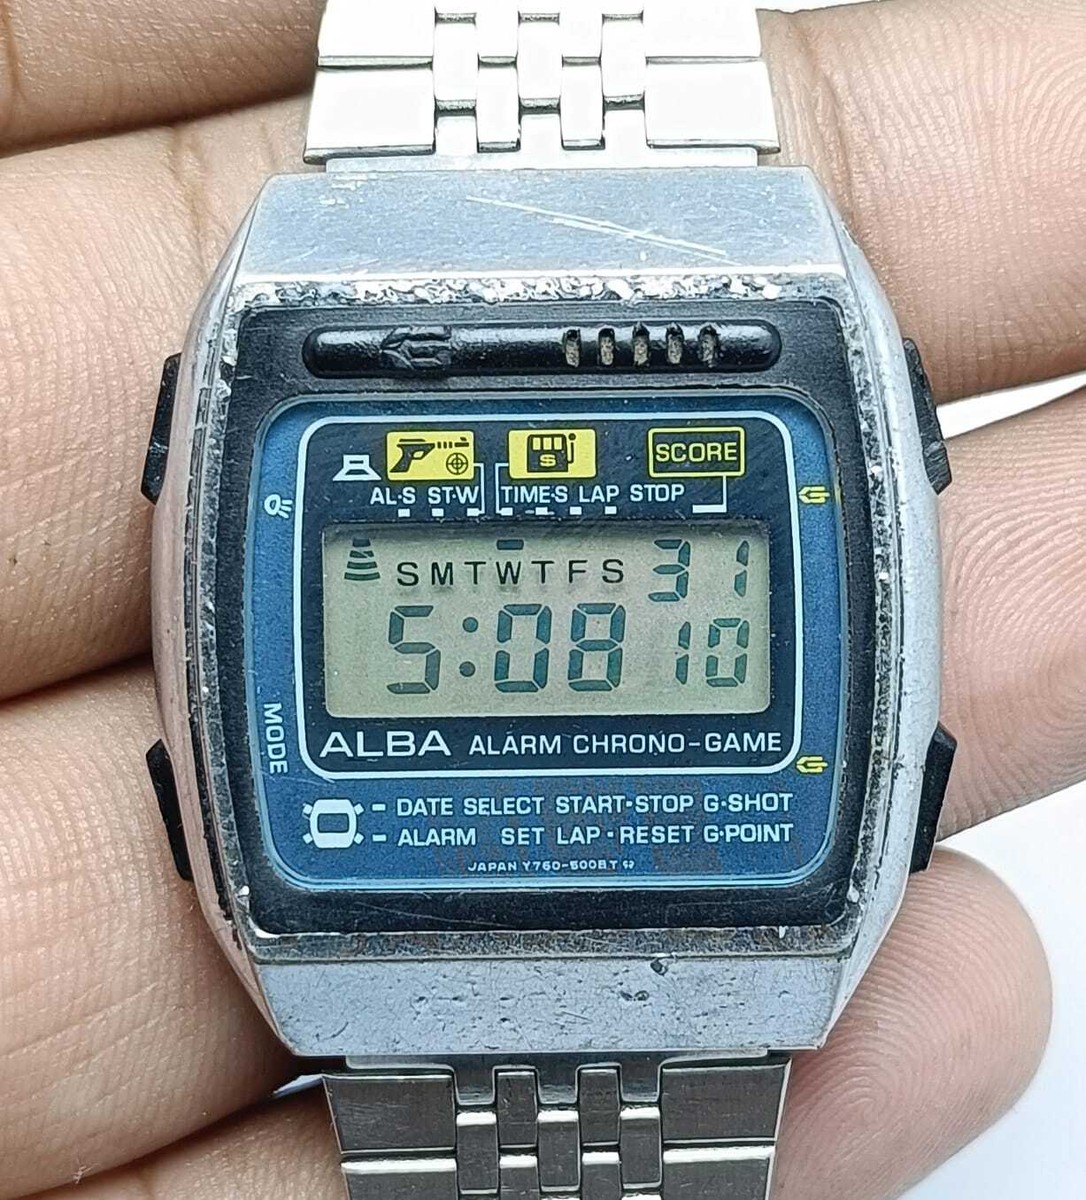 S
SCORE
AL·S ST·W TIME·S LAP STOP
S M T W T F S 31
5:08 10
MODE
ALBA ALARM CHRONO-GAME
- DATE SELECT START·STOP G·SHOT
- ALARM SET LAP·RESET G·POINT
JAPAN Y760-500B T